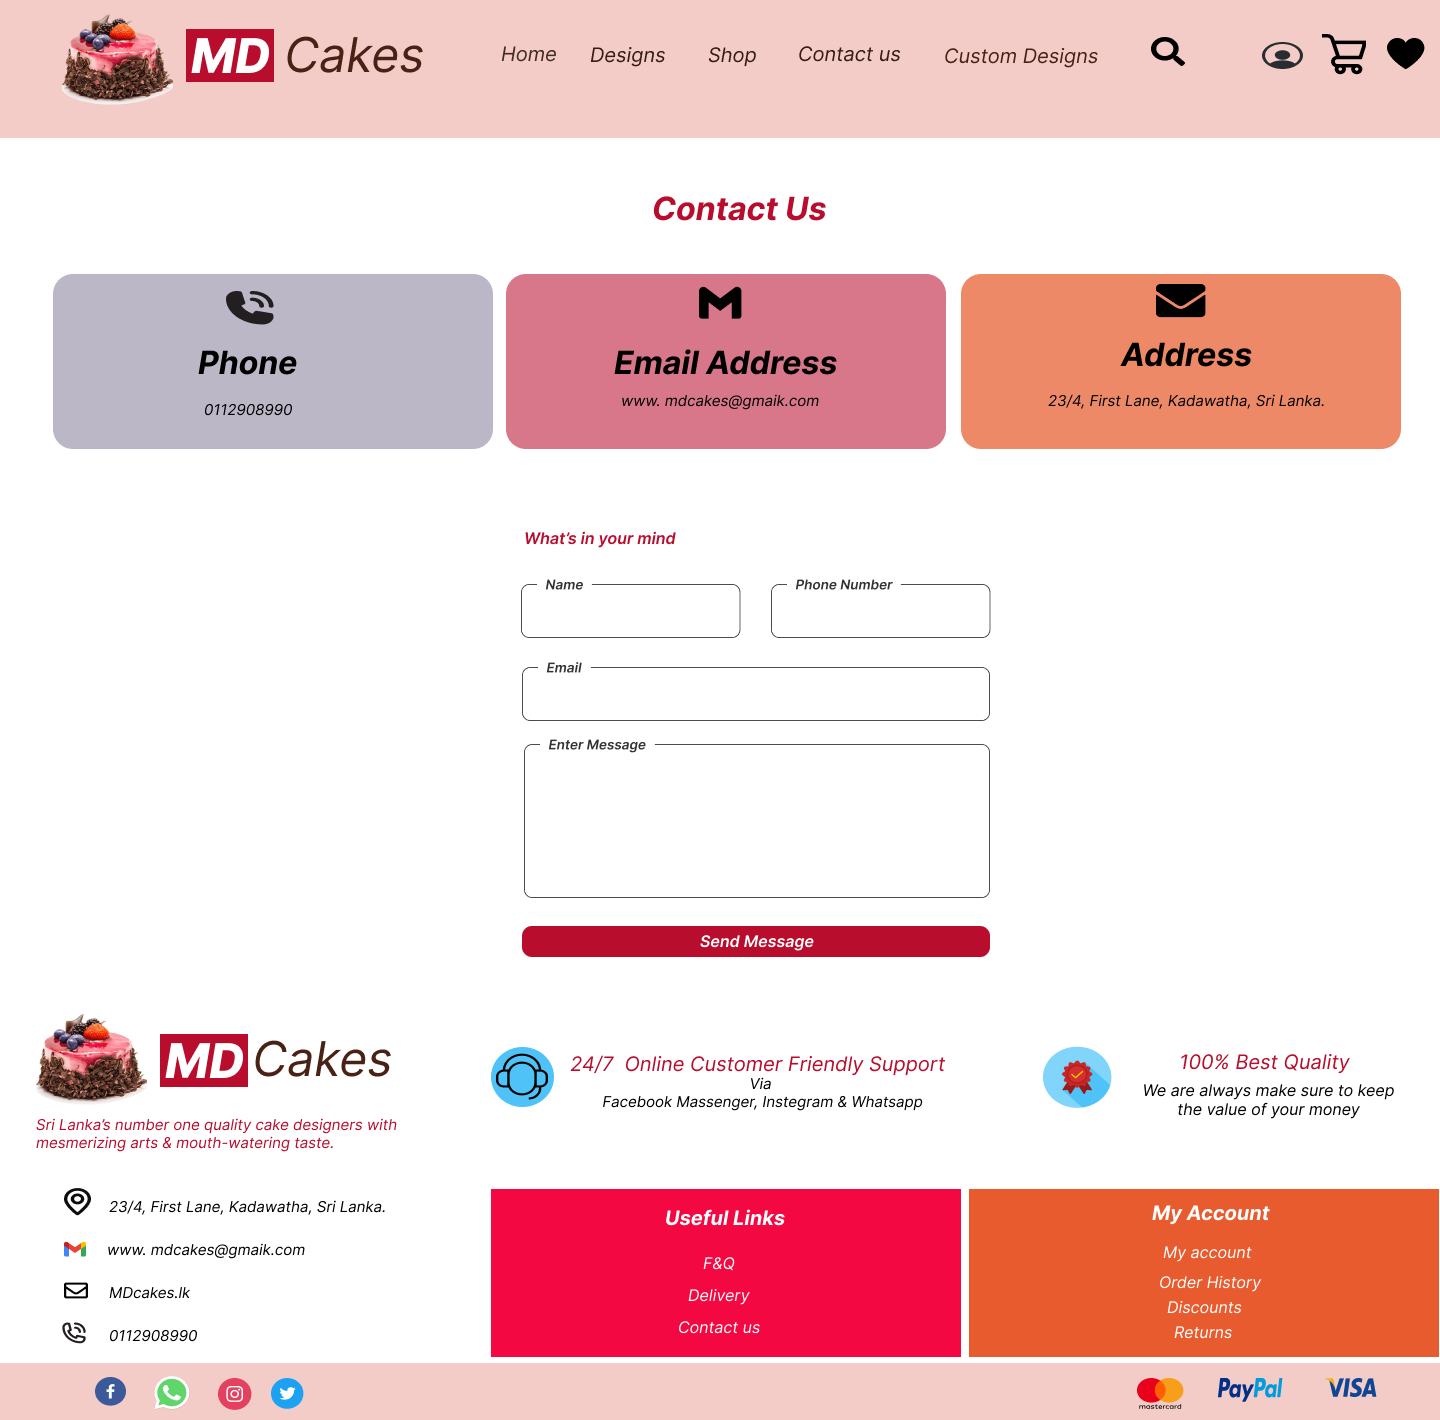 MD Cakes
Home Designs Shop Contact us Custom Designs
Contact Us
Phone
0112908990
Email Address
www. mdcakes@gmaik.com
Address
23/4, First Lane, Kadawatha, Sri Lanka.
What's in your mind
Name
Phone Number
Email
Enter Message
Send Message
MD Cakes
Sri Lanka's number one quality cake designers with
mesmerizing arts & mouth-watering taste.
23/4, First Lane, Kadawatha, Sri Lanka.
www. mdcakes@gmaik.com
MDcakes.lk
0112908990
24/7 Online Customer Friendly Support
Via
Facebook Massenger, Instegram & Whatsapp
100% Best Quality
We are always make sure to keep
the value of your money
Useful Links
F&Q
Delivery
Contact us
My Account
My account
Order History
Discounts
Returns
f
mastercard
PayPal
VISA